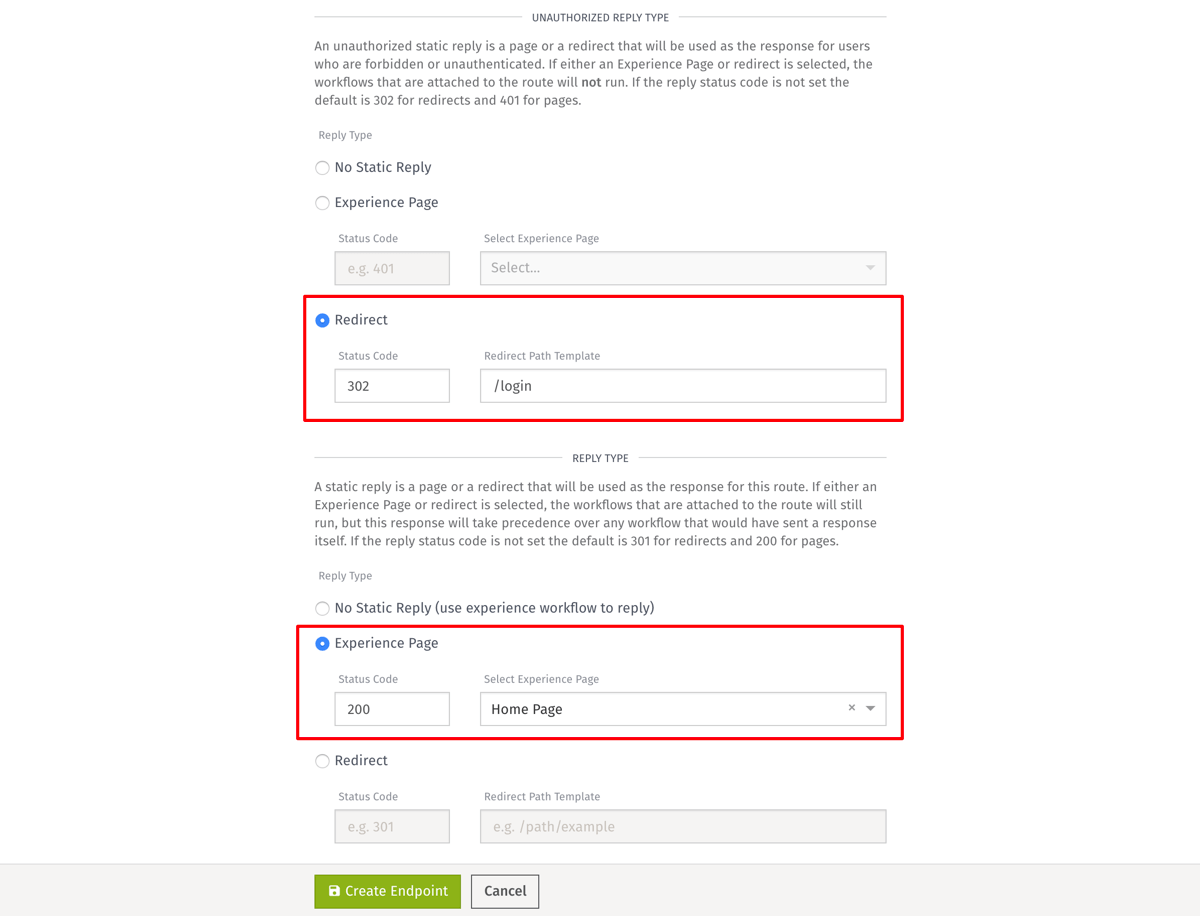 UNAUTHORIZED REPLY TYPE
An unauthorized static reply is a page or a redirect that will be used as the response for users
who are forbidden or unauthenticated. If either an Experience Page or redirect is selected, the
workflows that are attached to the route will not run. If the reply status code is not set the
default is 302 for redirects and 401 for pages.
Reply Type
No Static Reply
Experience Page
Status Code Select Experience Page
e.g. 401 Select...
Redirect
Status Code Redirect Path Template
302 /login
REPLY TYPE
A static reply is a page or a redirect that will be used as the response for this route. If either an
Experience Page or redirect is selected, the workflows that are attached to the route will still
run, but this response will take precedence over any workflow that would have sent a response
itself. If the reply status code is not set the default is 301 for redirects and 200 for pages.
Reply Type
No Static Reply (use experience workflow to reply)
Experience Page
Status Code Select Experience Page
200 Home Page ×
Redirect
Status Code Redirect Path Template
e.g. 301 e.g. /path/example
Create Endpoint Cancel